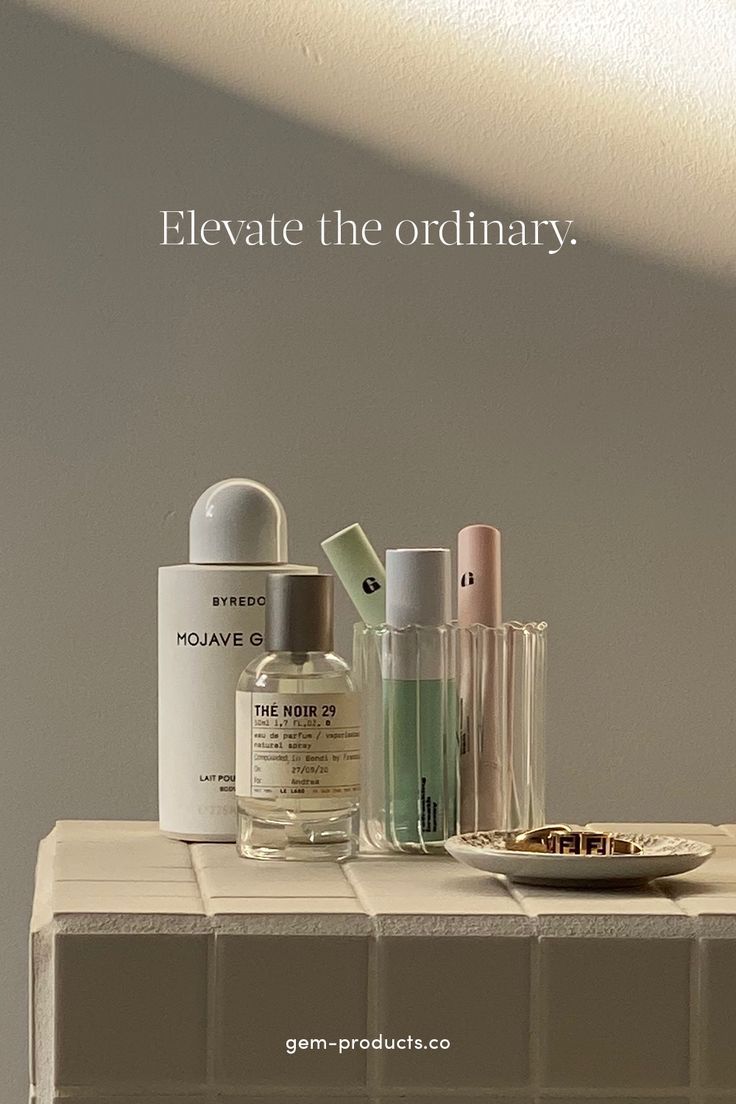 Elevate the ordinary.
G
G
BYREDO
MOJAVE G
THÉ NOIR 29
50ml 1,7 FL.OZ. e
eau de parfum / vaporisateur
natural spray
Compounded in Bondi by
On: 27/09/20
For: Andrea
LE LABO
LAIT POU
gem-products.co